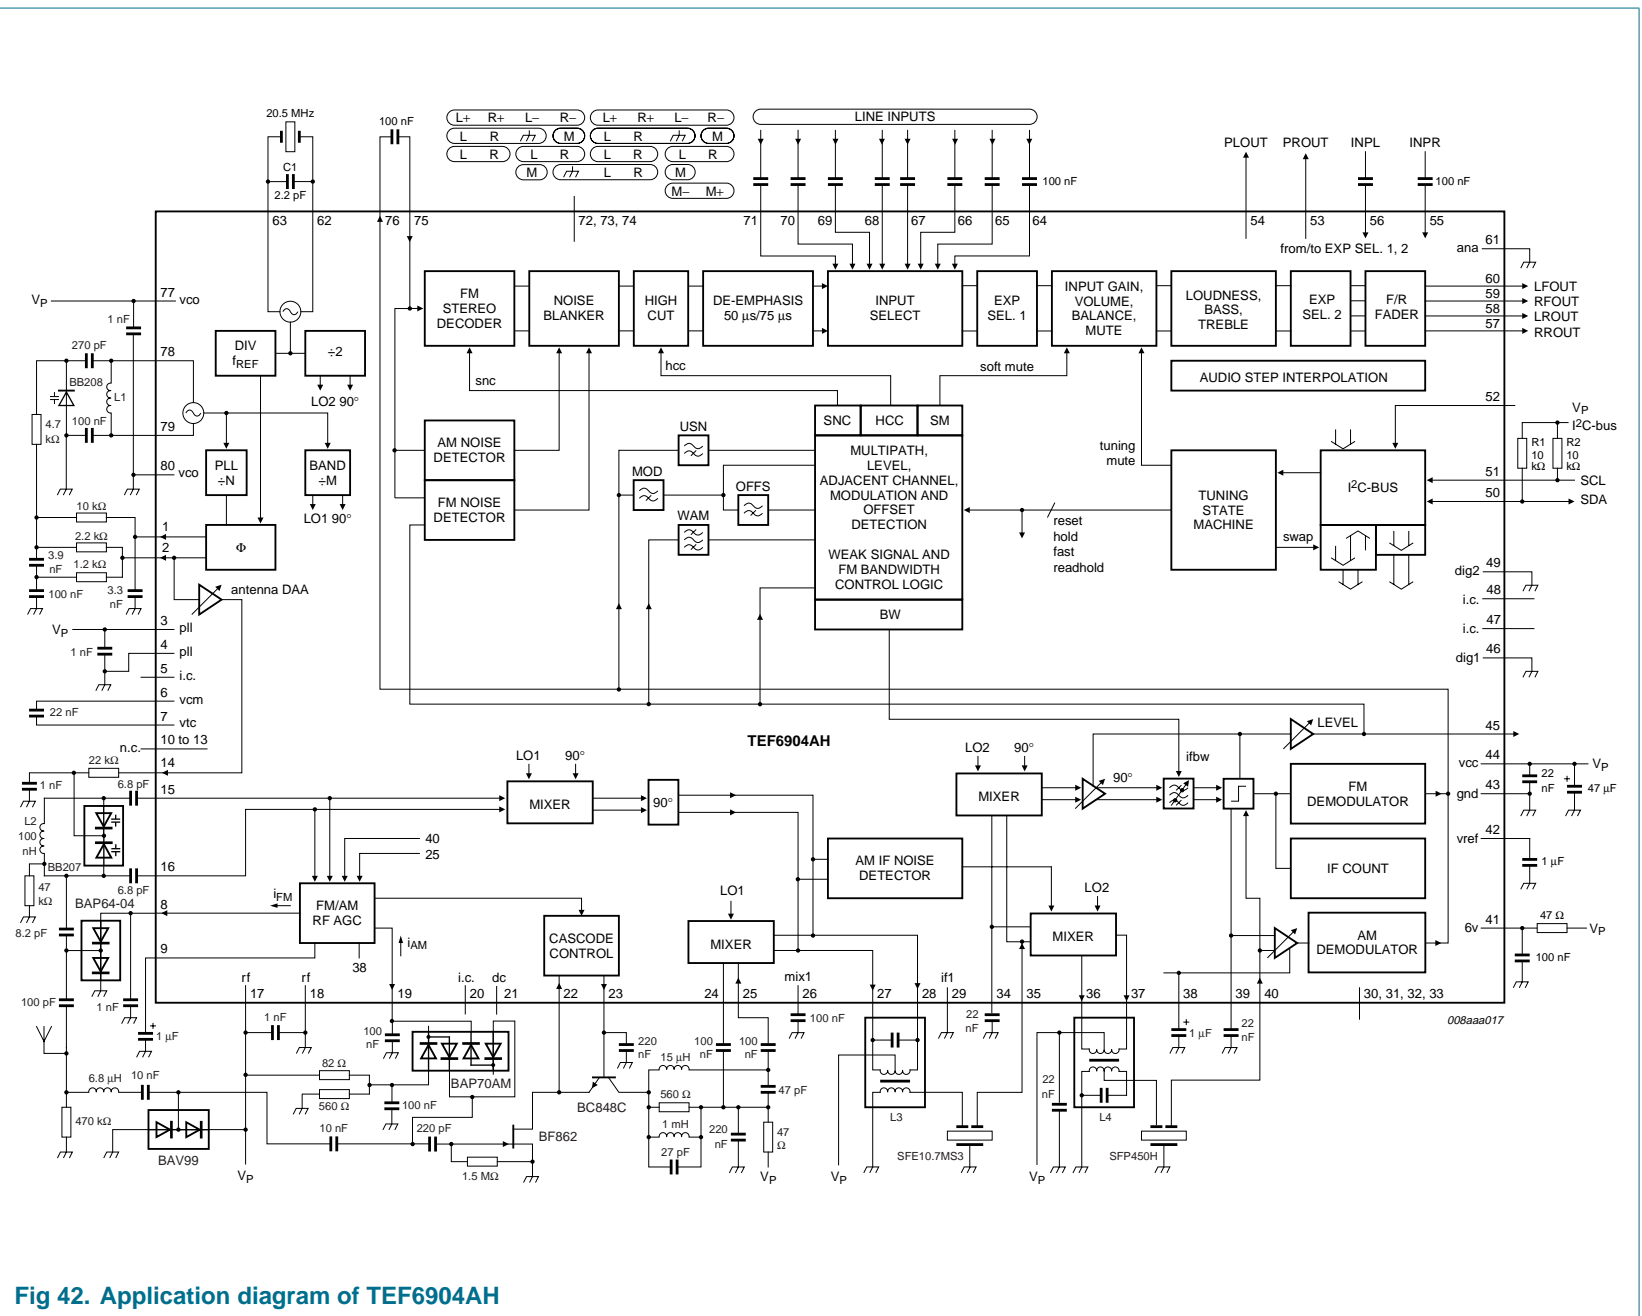 20.5 MHz
C1
2.2 pF
100 nF
L+ R+ L− R− L+ R+ L− R−
L R M L R M
L R L R L R L R
M L R M
M− M+
LINE INPUTS
100 nF
PLOUT PROUT INPL INPR
100 nF
63 62 76 75 72, 73, 74 71 70 69 68 67 66 65 64 54 53 56 55
from/to EXP SEL. 1, 2
ana 61
VP
77
vco
1 nF
78
270 pF
BB208
L1
4.7
kΩ
100 nF
79
80
vco
DIV
fREF
÷2
LO2 90°
PLL
÷N
BAND
÷M
LO1 90°
Φ
10 kΩ
1
2.2 kΩ
2
3.9
nF
1.2 kΩ
100 nF
3.3
nF
antenna DAA
FM
STEREO
DECODER
NOISE
BLANKER
HIGH
CUT
DE-EMPHASIS
50 μs/75 μs
INPUT
SELECT
EXP
SEL. 1
INPUT GAIN,
VOLUME,
BALANCE,
MUTE
LOUDNESS,
BASS,
TREBLE
EXP
SEL. 2
F/R
FADER
60 LFOUT
59 RFOUT
58 LROUT
57 RROUT
snc
hcc
soft mute
AUDIO STEP INTERPOLATION
AM NOISE
DETECTOR
FM NOISE
DETECTOR
USN
MOD
OFFS
WAM
SNC HCC SM
MULTIPATH,
LEVEL,
ADJACENT CHANNEL,
MODULATION AND
OFFSET
DETECTION
WEAK SIGNAL AND
FM BANDWIDTH
CONTROL LOGIC
BW
tuning
mute
reset
hold
fast
readhold
TUNING
STATE
MACHINE
swap
I2C-BUS
52
VP
I2C-bus
R1
10
kΩ
R2
10
kΩ
51 SCL
50 SDA
dig2 49
i.c. 48
i.c. 47
dig1 46
VP
3
pll
1 nF
4
pll
5
i.c.
6
vcm
22 nF
7
vtc
n.c. 10 to 13
22 kΩ
14
1 nF
6.8 pF
15
L2
100
nH
BB207
16
6.8 pF
47
kΩ
BAP64-04
8
8.2 pF
9
100 pF
1 nF
+
1 μF
TEF6904AH
LO1 90°
MIXER
90°
40
25
iFM
FM/AM
RF AGC
iAM
38
CASCODE
CONTROL
LO1
MIXER
AM IF NOISE
DETECTOR
LO2 90°
MIXER
90°
ifbw
LEVEL
45
LO2
MIXER
FM
DEMODULATOR
IF COUNT
AM
DEMODULATOR
vcc 44
VP
gnd 43
22
nF
+
47 μF
vref 42
1 μF
6v 41
47 Ω
VP
100 nF
rf rf i.c. dc mix1 if1
17 18 19 20 21 22 23 24 25 26 27 28 29 34 35 36 37 38 39 40 30, 31, 32, 33
008aaa017
1 nF
100
nF
82 Ω
560 Ω
100 nF
BAP70AM
6.8 μH
10 nF
470 kΩ
BAV99
VP
10 nF
220 pF
BF862
1.5 MΩ
BC848C
220
nF
15 μH
100
nF
100
nF
47 pF
560 Ω
1 mH
27 pF
220
nF
47
Ω
VP
100 nF
VP
L3
SFE10.7MS3
22
nF
22
nF
VP
L4
SFP450H
+
1 μF
22
nF
Fig 42. Application diagram of TEF6904AH